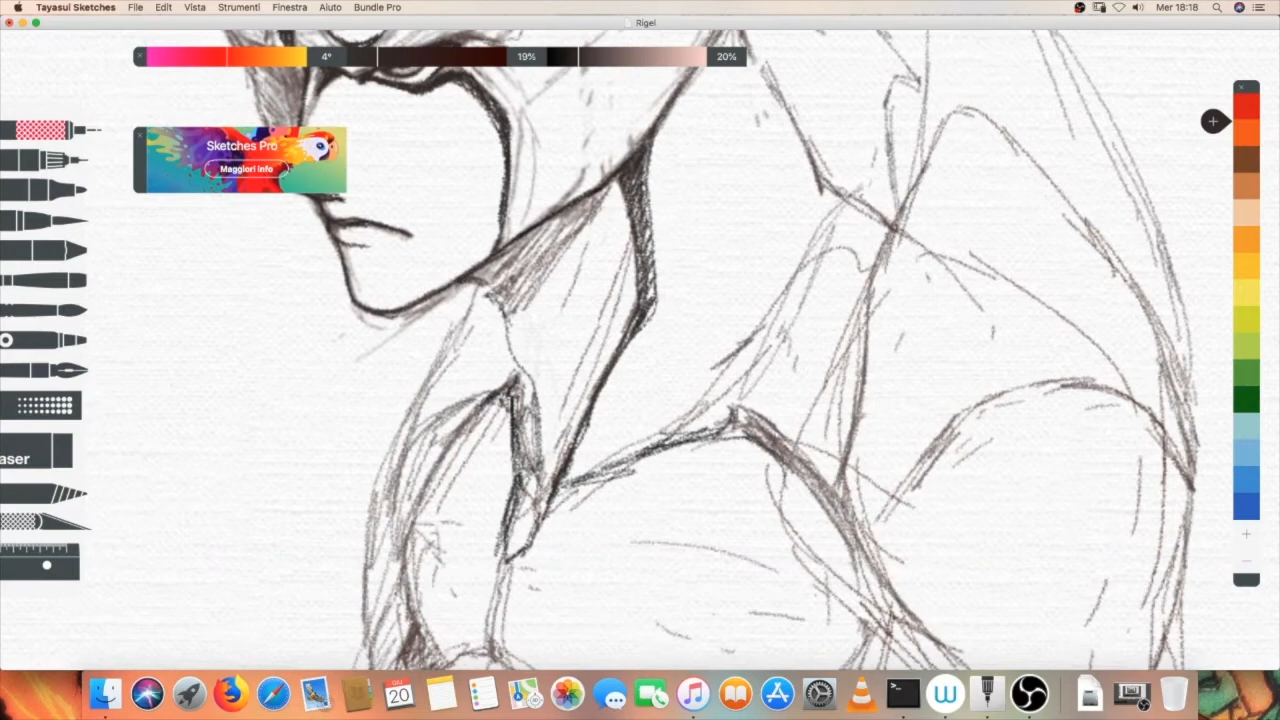 Tayasui Sketches File Edit Vista Strumenti Finestra Aiuto Bundle Pro Mer 18:18
Rigel
4° 19% 20%
Sketches Pro
Maggiori info
aser
GIU
20